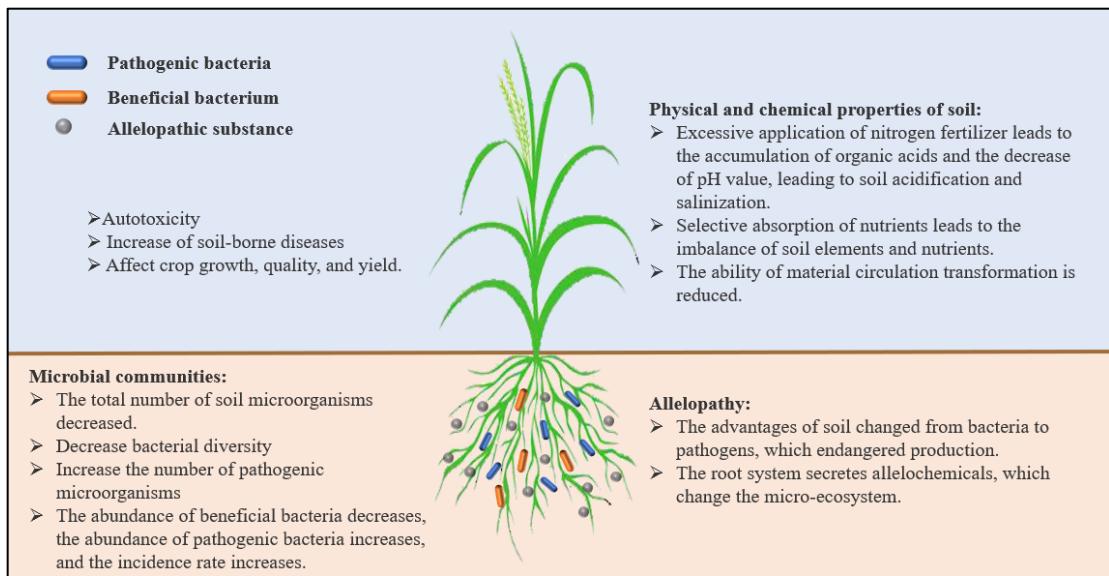 Pathogenic bacteria
Beneficial bacterium
Allelopathic substance
➢Autotoxicity
➢ Increase of soil-borne diseases
➢ Affect crop growth, quality, and yield.
Physical and chemical properties of soil:
➢ Excessive application of nitrogen fertilizer leads to
the accumulation of organic acids and the decrease
of pH value, leading to soil acidification and
salinization.
➢ Selective absorption of nutrients leads to the
imbalance of soil elements and nutrients.
➢ The ability of material circulation transformation is
reduced.
Microbial communities:
➢ The total number of soil microorganisms
decreased.
➢ Decrease bacterial diversity
➢ Increase the number of pathogenic
microorganisms
➢ The abundance of beneficial bacteria decreases,
the abundance of pathogenic bacteria increases,
and the incidence rate increases.
Allelopathy:
➢ The advantages of soil changed from bacteria to
pathogens, which endangered production.
➢ The root system secretes allelochemicals, which
change the micro-ecosystem.